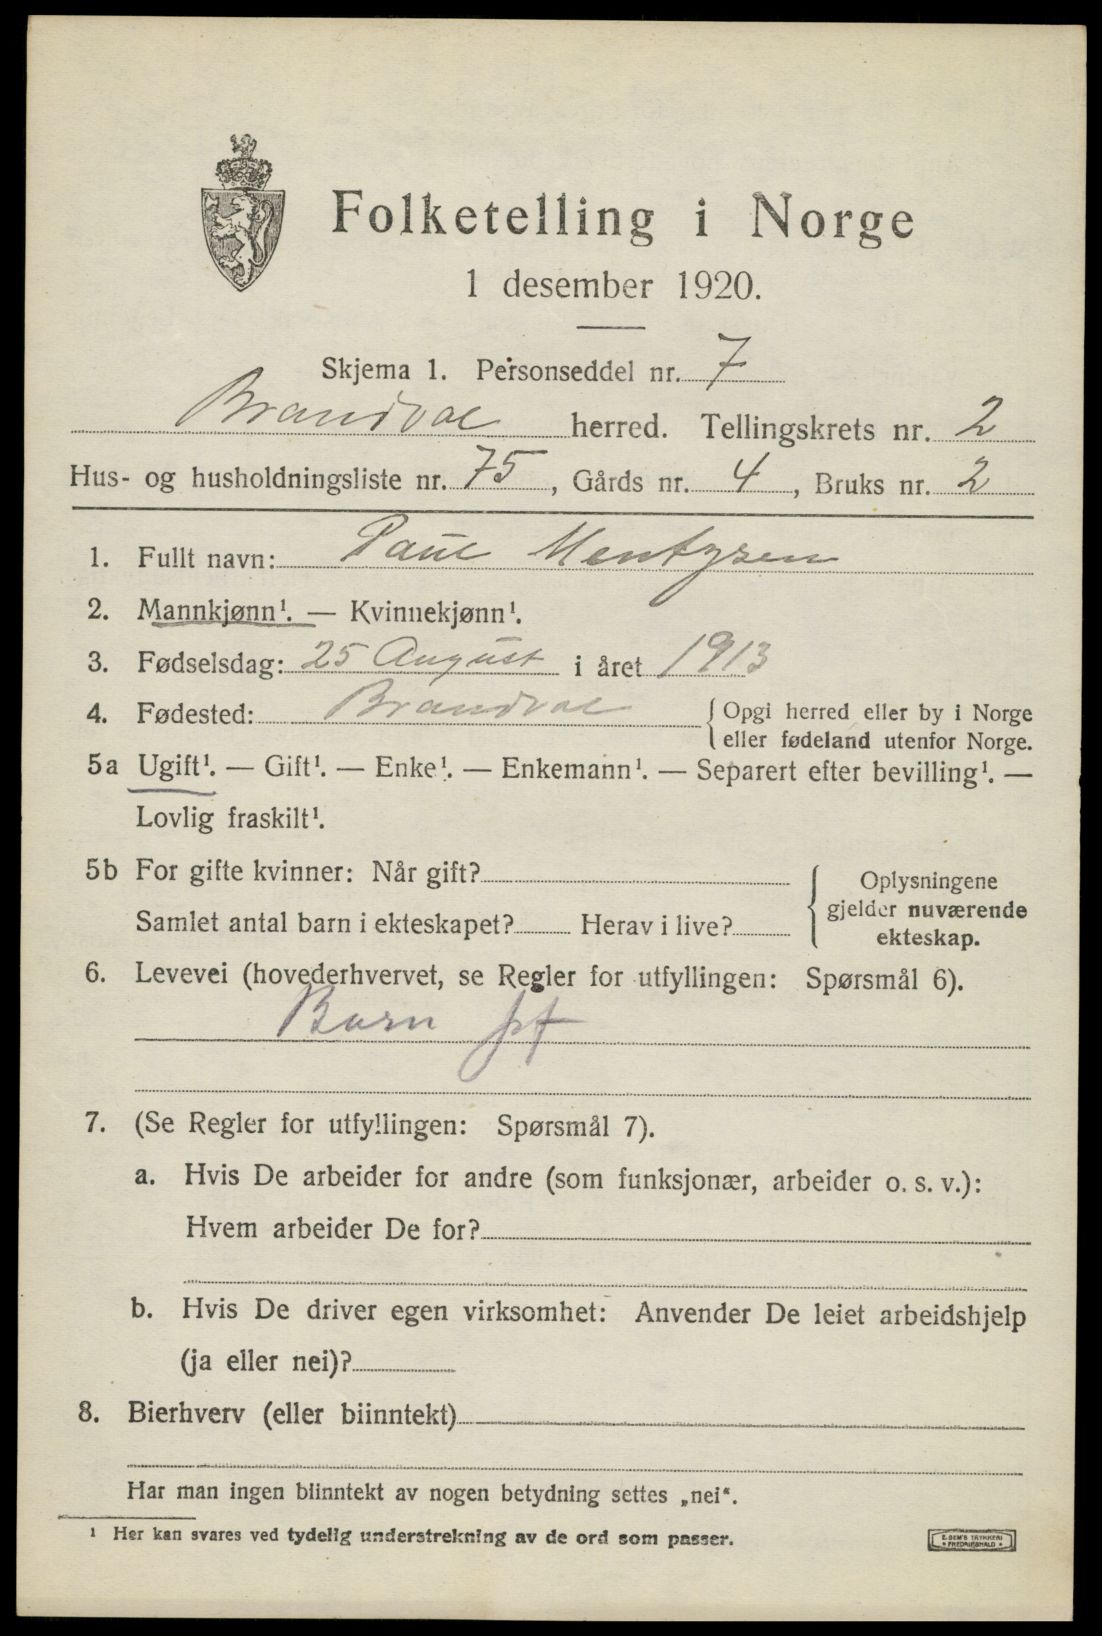 Folketelling i Norge
1 desember 1920.
Skjema 1. Personseddel nr. 7
Brandval herred. Tellingskrets nr. 2
Hus- og husholdningsliste nr. 75, Gårds nr. 4, Bruks nr. 2
1. Fullt navn: Paul Mentzsen
2. Mannkjønn¹. — Kvinnekjønn¹.
3. Fødselsdag: 25 August i året 1913
4. Fødested: Brandval { Opgi herred eller by i Norge
eller fødeland utenfor Norge.
5a Ugift¹. — Gift¹. — Enke¹. — Enkemann¹. — Separert efter bevilling¹. —
Lovlig fraskilt¹.
5b For gifte kvinner: Når gift?
Samlet antal barn i ekteskapet? Herav i live?
{ Oplysningene
gjelder nuværende
ekteskap.
6. Levevei (hovederhvervet, se Regler for utfyllingen: Spørsmål 6).
Barn
7. (Se Regler for utfyllingen: Spørsmål 7).
a. Hvis De arbeider for andre (som funksjonær, arbeider o. s. v.):
Hvem arbeider De for?
b. Hvis De driver egen virksomhet: Anvender De leiet arbeidshjelp
(ja eller nei)?
8. Bierhverv (eller biinntekt)
Har man ingen biinntekt av nogen betydning settes „nei“.
¹ Her kan svares ved tydelig understrekning av de ord som passer.
E. SEM'S TRYKKERI
* FREDRIKSHALD *